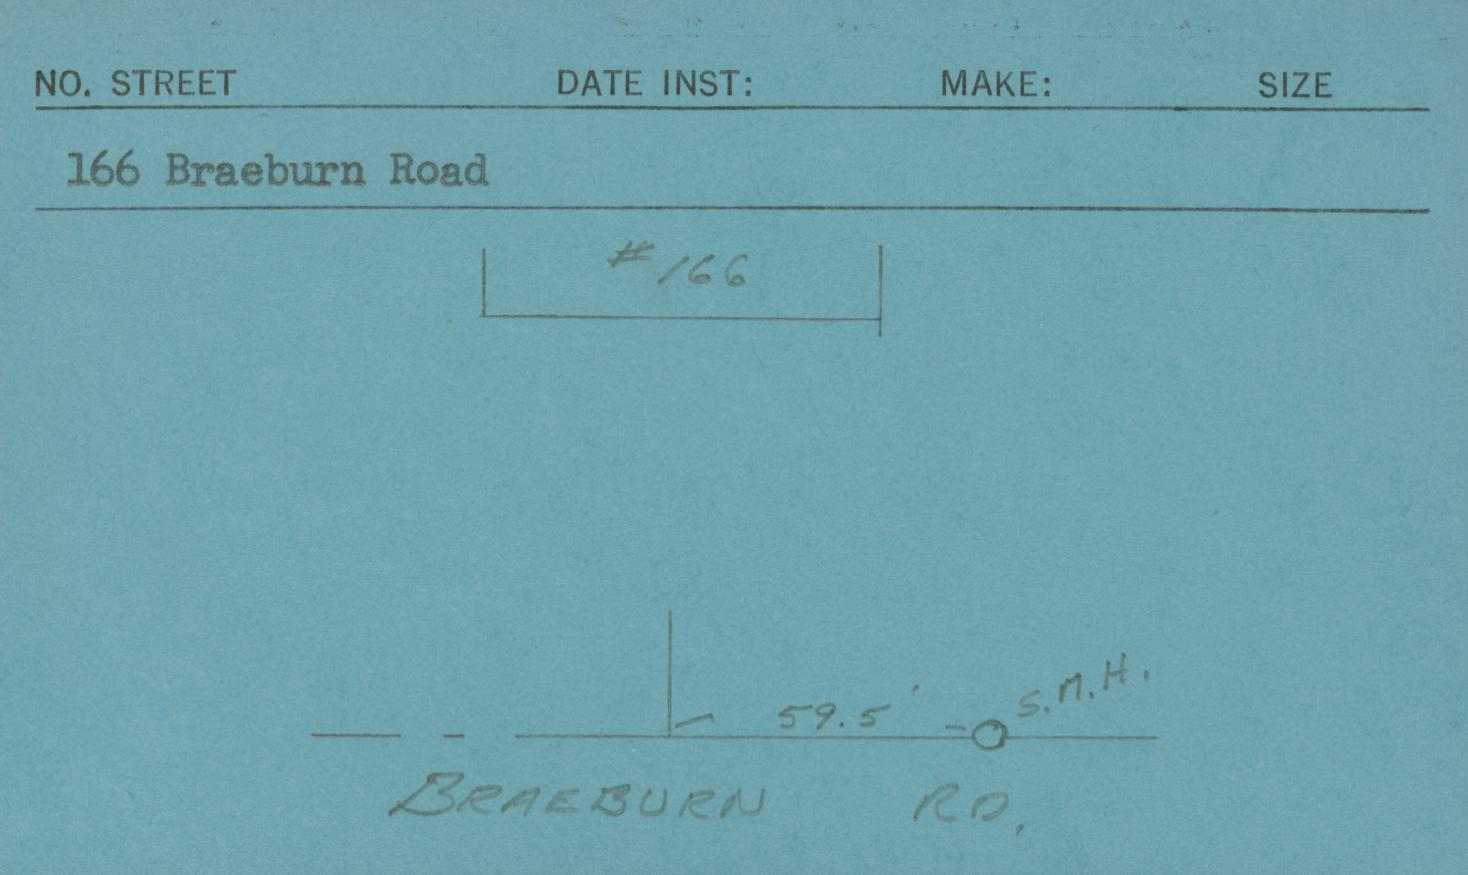 NO. STREET DATE INST: MAKE: SIZE
166 Braeburn Road
# 166
59.5'
S.M.H.
BRAEBURN RD.